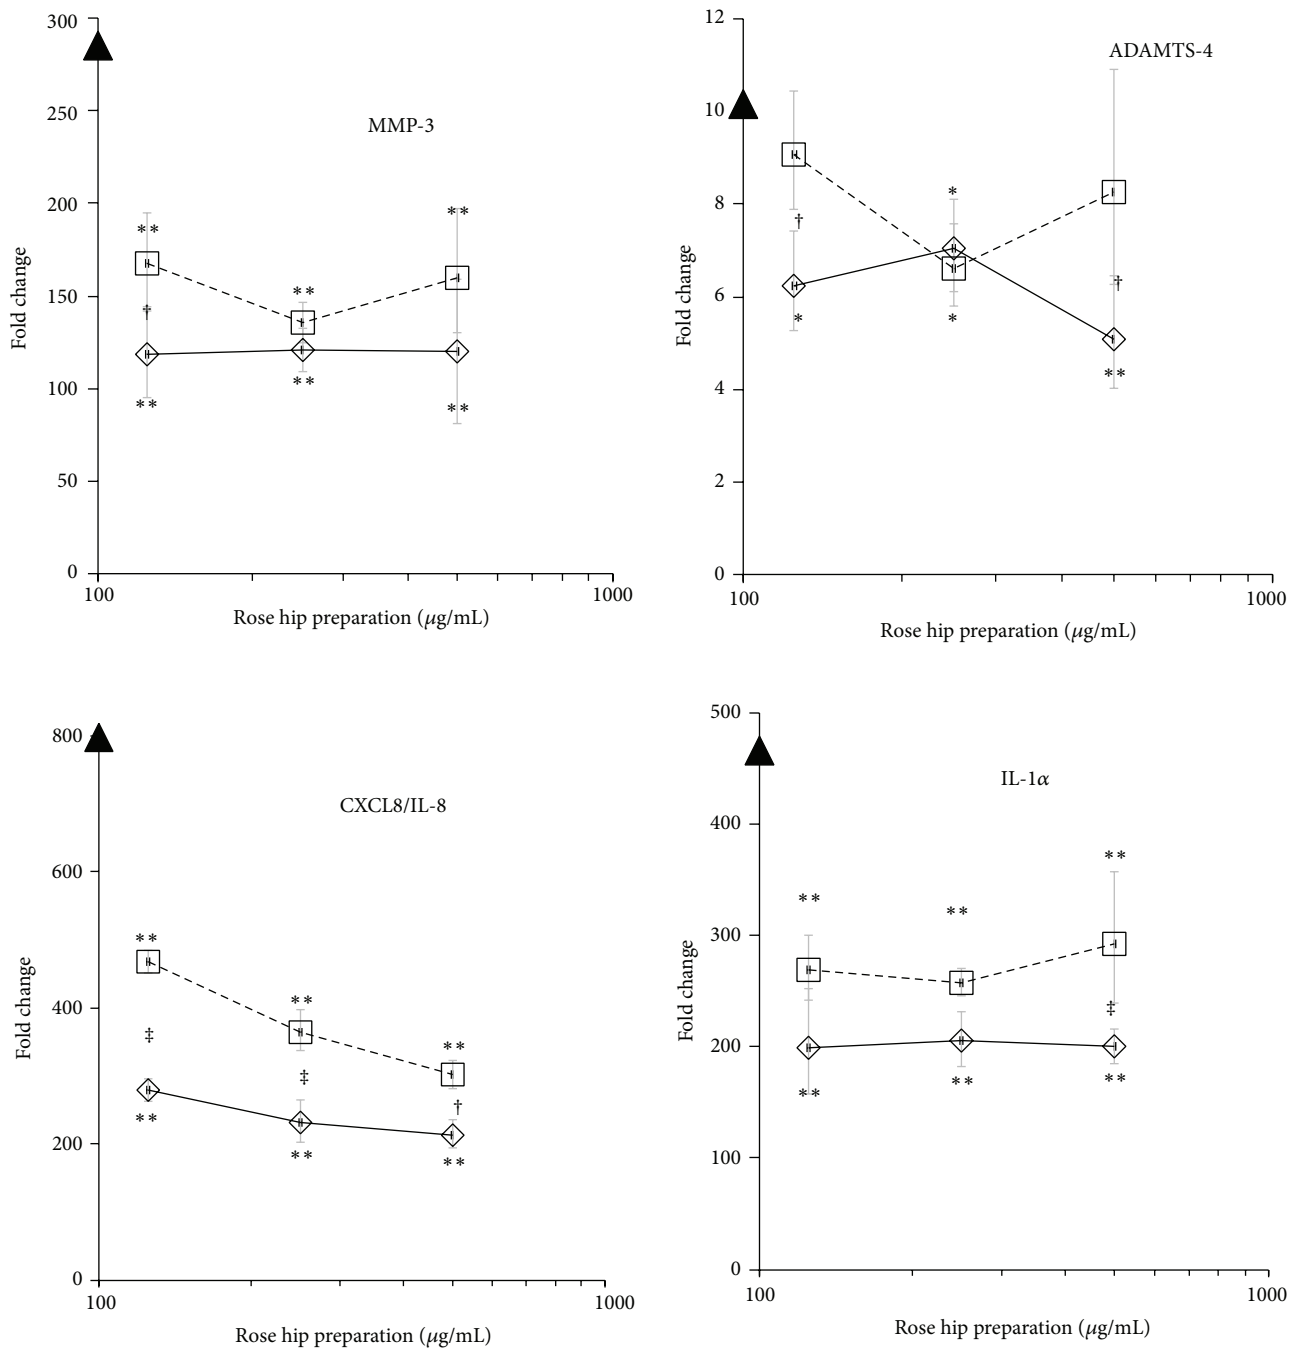 MMP-3
Fold change
300
250
200
150
100
50
0
** ** **
†
** ** **
100 1000
Rose hip preparation (μg/mL)
ADAMTS-4
Fold change
12
10
8
6
4
2
0
*
†
†
* * **
100 1000
Rose hip preparation (μg/mL)
CXCL8/IL-8
Fold change
800
600
400
200
0
** ** **
‡ ‡ †
** ** **
100 1000
Rose hip preparation (μg/mL)
IL-1α
Fold change
500
400
300
200
100
0
** ** **
‡
** ** **
100 1000
Rose hip preparation (μg/mL)